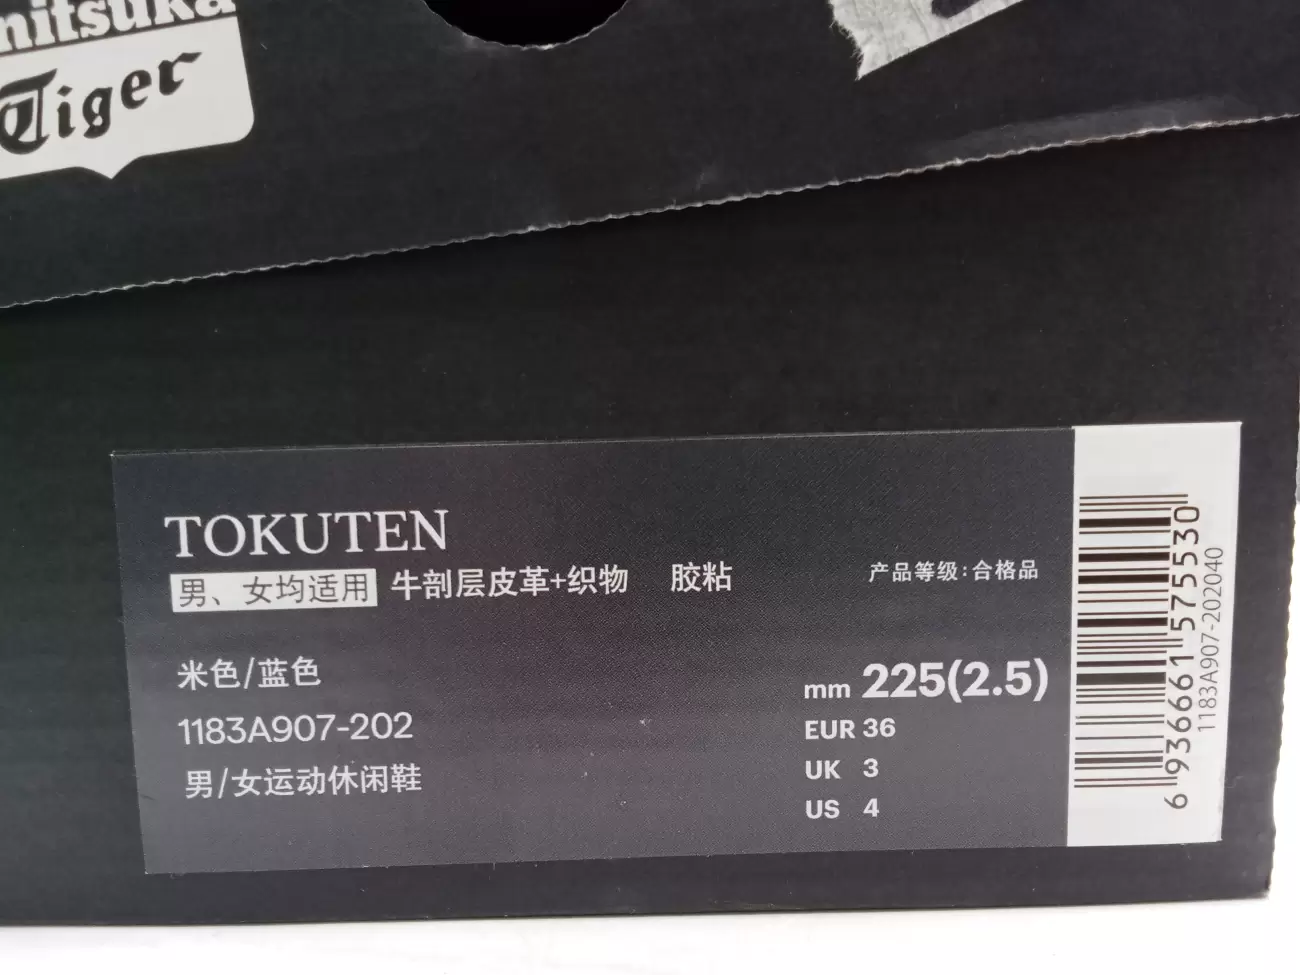 nitsuka
Tiger
TOKUTEN
男、女均适用 牛剖层皮革+织物 胶粘
产品等级:合格品
米色/蓝色
1183A907-202
男/女运动休闲鞋
mm 225(2.5)
EUR 36
UK 3
US 4
6 936661 575530
1183A907-202040